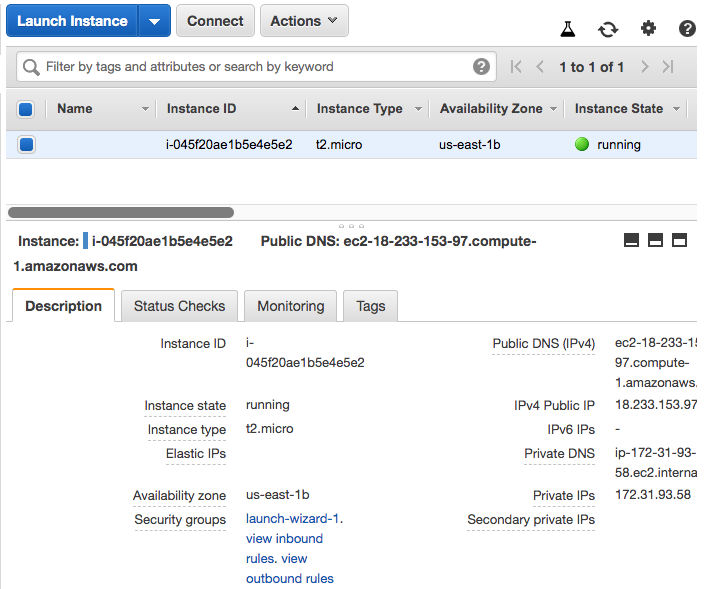 Launch Instance Connect Actions
Filter by tags and attributes or search by keyword 1 to 1 of 1
Name Instance ID Instance Type Availability Zone Instance State
i-045f20ae1b5e4e5e2 t2.micro us-east-1b running
Instance: i-045f20ae1b5e4e5e2 Public DNS: ec2-18-233-153-97.compute-
1.amazonaws.com
Description Status Checks Monitoring Tags
Instance ID i-
045f20ae1b5e4e5e2
Instance state running
Instance type t2.micro
Elastic IPs
Availability zone us-east-1b
Security groups launch-wizard-1.
view inbound
rules. view
outbound rules
Public DNS (IPv4) ec2-18-233-15
97.compute-
1.amazonaws.
IPv4 Public IP 18.233.153.97
IPv6 IPs -
Private DNS ip-172-31-93-
58.ec2.interna
Private IPs 172.31.93.58
Secondary private IPs